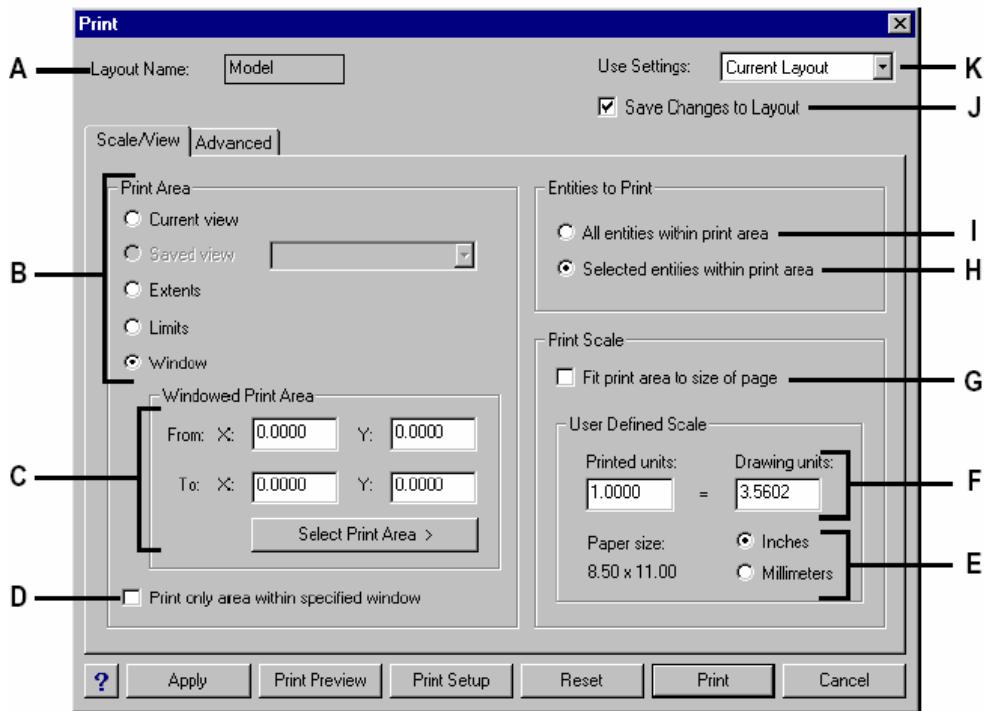 Print
A
Layout Name: Model
Use Settings: Current Layout
K
Save Changes to Layout
J
Scale/View Advanced
Print Area
Current view
Saved view
Extents
Limits
Window
B
Windowed Print Area
From: X: 0.0000 Y: 0.0000
To: X: 0.0000 Y: 0.0000
Select Print Area >
C
D
Print only area within specified window
Entities to Print
All entities within print area
I
Selected entities within print area
H
Print Scale
Fit print area to size of page
G
User Defined Scale
Printed units: Drawing units:
1.0000 = 3.5602
F
Paper size: Inches
8.50 x 11.00 Millimeters
E
? Apply Print Preview Print Setup Reset Print Cancel